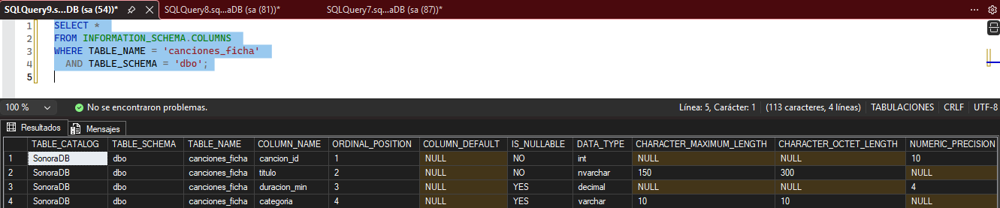 SQLQuery9.s...DB (sa (54))* SQLQuery8.sq...aDB (sa (81))* SQLQuery7.sq...aDB (sa (87))*
1 SELECT *
2 FROM INFORMATION_SCHEMA.COLUMNS
3 WHERE TABLE_NAME = 'canciones_ficha'
4 AND TABLE_SCHEMA = 'dbo';
5
100 % No se encontraron problemas. Línea: 5, Carácter: 1 (113 caracteres, 4 líneas) TABULACIONES CRLF UTF-8
Resultados Mensajes
TABLE_CATALOG TABLE_SCHEMA TABLE_NAME COLUMN_NAME ORDINAL_POSITION COLUMN_DEFAULT IS_NULLABLE DATA_TYPE CHARACTER_MAXIMUM_LENGTH CHARACTER_OCTET_LENGTH NUMERIC_PRECISION
1 SonoraDB dbo canciones_ficha cancion_id 1 NULL NO int NULL NULL 10
2 SonoraDB dbo canciones_ficha titulo 2 NULL NO nvarchar 150 300 NULL
3 SonoraDB dbo canciones_ficha duracion_min 3 NULL YES decimal NULL NULL 4
4 SonoraDB dbo canciones_ficha categoria 4 NULL YES varchar 10 10 NULL